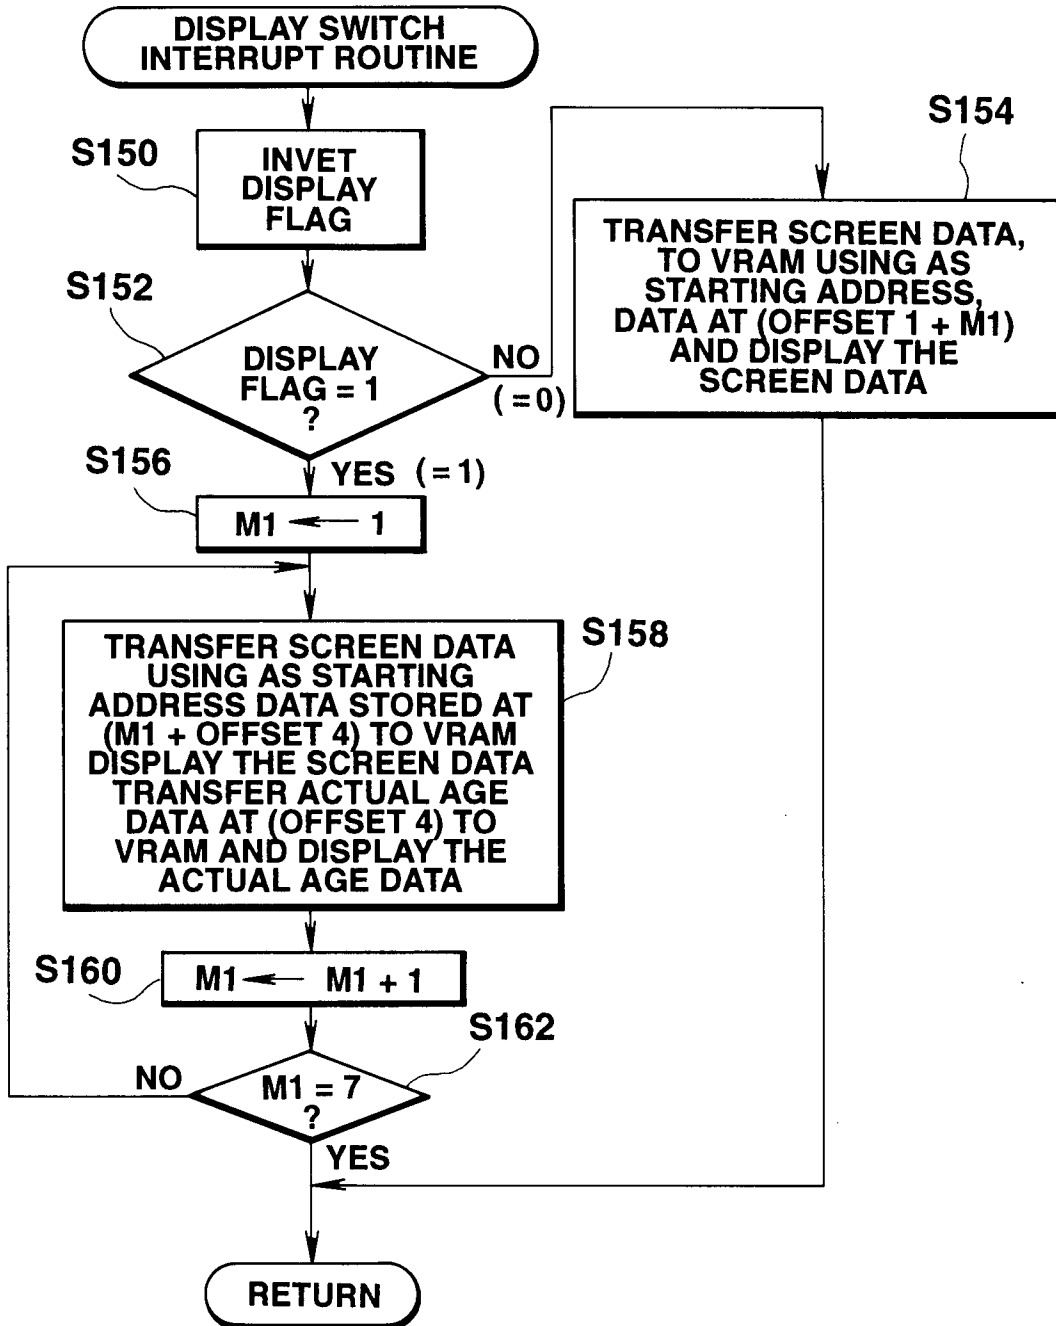 DISPLAY SWITCH
INTERRUPT ROUTINE
S150
INVET
DISPLAY
FLAG
S152
DISPLAY
FLAG = 1
?
NO
(=0)
S154
TRANSFER SCREEN DATA,
TO VRAM USING AS
STARTING ADDRESS,
DATA AT (OFFSET 1 + M1)
AND DISPLAY THE
SCREEN DATA
YES (=1)
S156
M1 ← 1
S158
TRANSFER SCREEN DATA
USING AS STARTING
ADDRESS DATA STORED AT
(M1 + OFFSET 4) TO VRAM
DISPLAY THE SCREEN DATA
TRANSFER ACTUAL AGE
DATA AT (OFFSET 4) TO
VRAM AND DISPLAY THE
ACTUAL AGE DATA
S160
M1 ← M1 + 1
S162
M1 = 7
?
NO
YES
RETURN